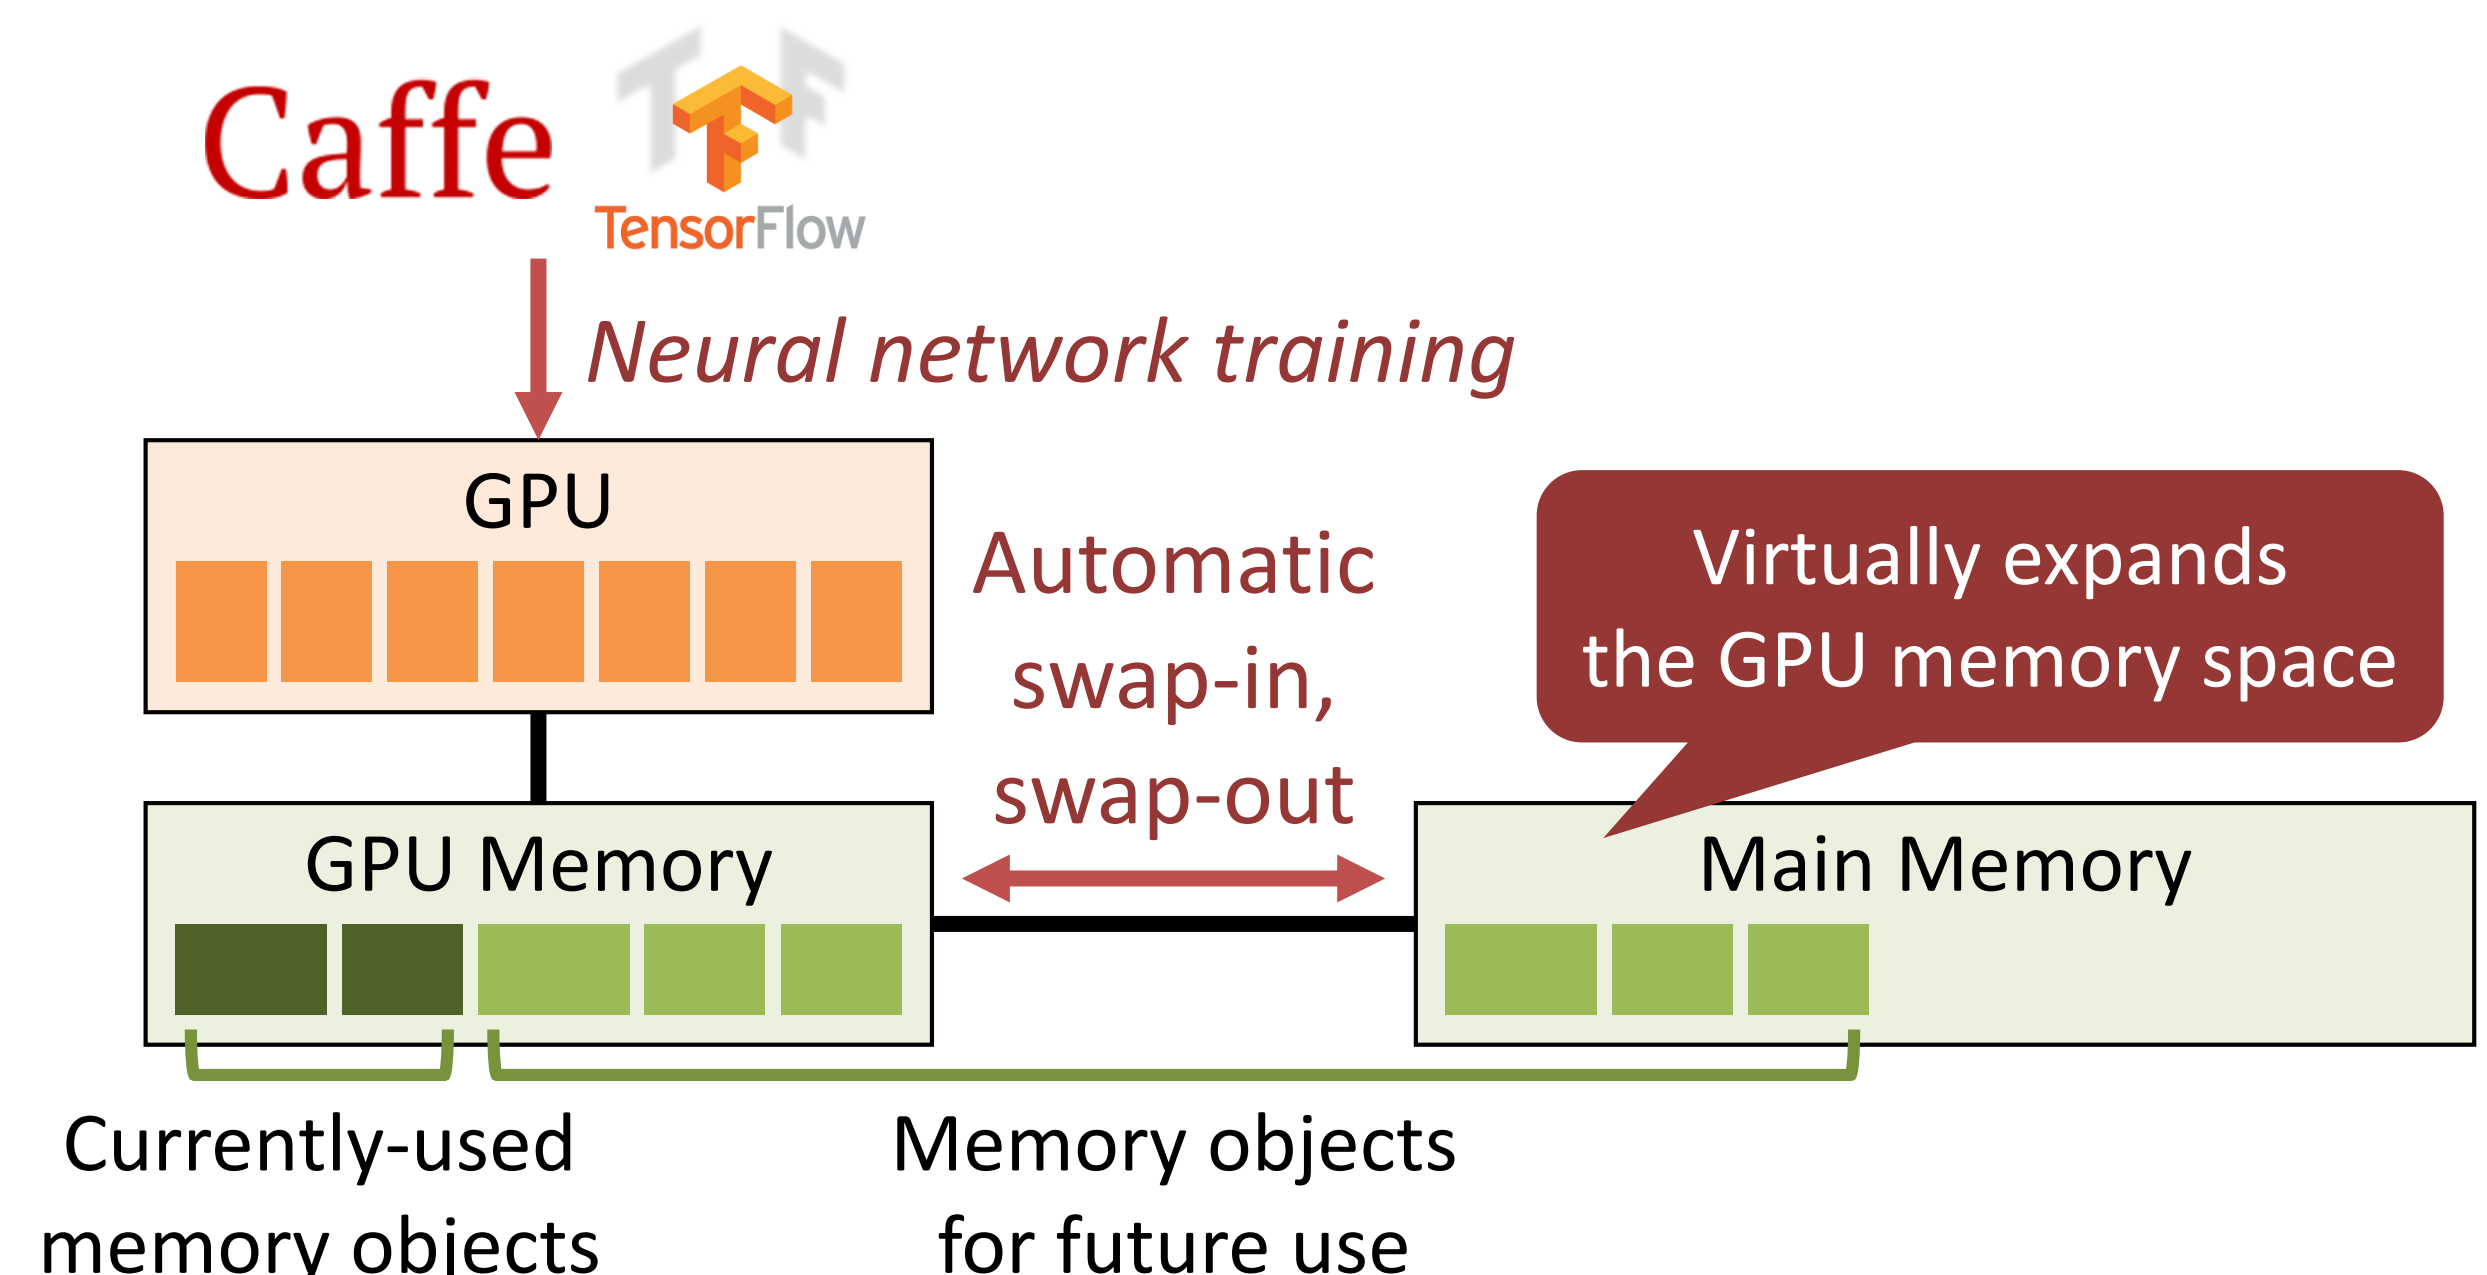 Caffe
TF
TensorFlow
Neural network training
GPU
Automatic
swap-in,
swap-out
Virtually expands
the GPU memory space
GPU Memory
Main Memory
Currently-used
memory objects
Memory objects
for future use